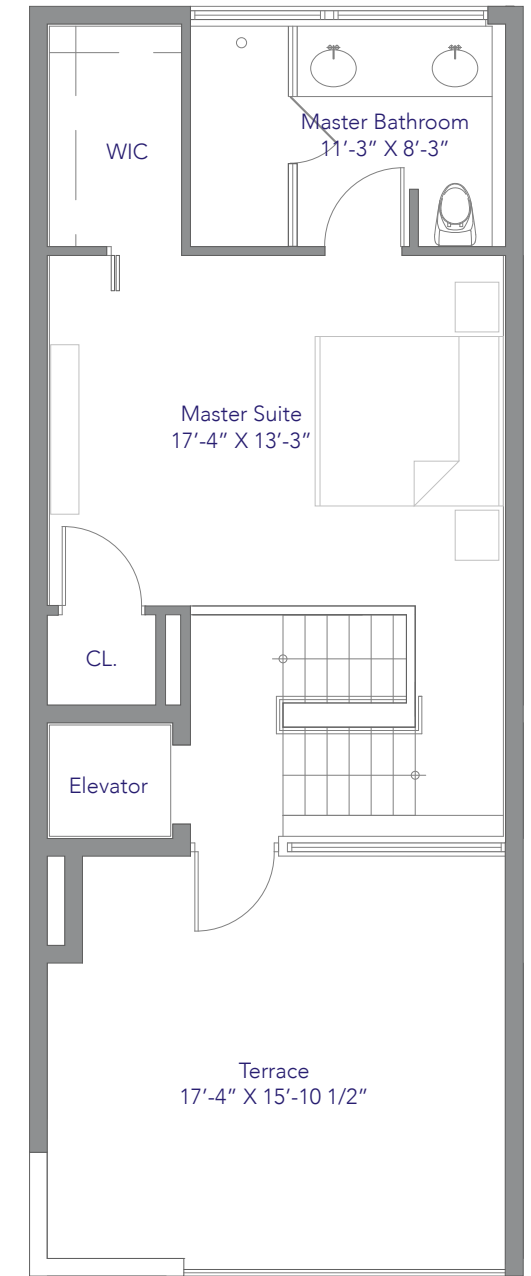 Master Bathroom
11’-3” X 8’-3”
WIC
Master Suite
17’-4” X 13’-3”
CL.
Elevator
Terrace
17’-4” X 15’-10 1/2”